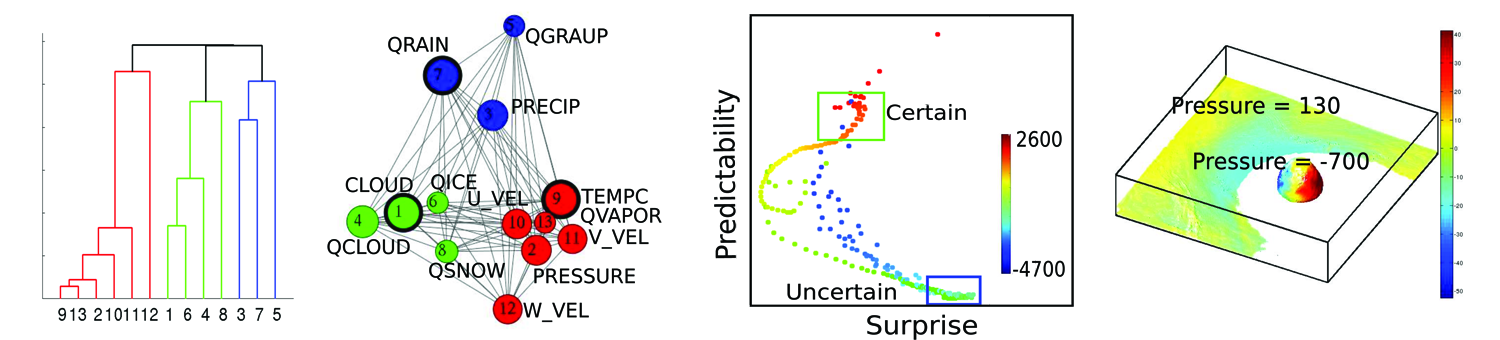 9 13 2 10 11 12 1 6 4 8 3 7 5
5
QGRAUP
QRAIN
7
3
PRECIP
CLOUD
QICE
U_VEL
TEMPC
9
6
1
4
10
13
QVAPOR
11
V_VEL
QCLOUD
8
2
QSNOW
PRESSURE
12
W_VEL
Predictability
Certain
2600
-4700
Uncertain
Surprise
Pressure = 130
Pressure = -700
40
30
20
10
0
-10
-20
-30
-40
-50